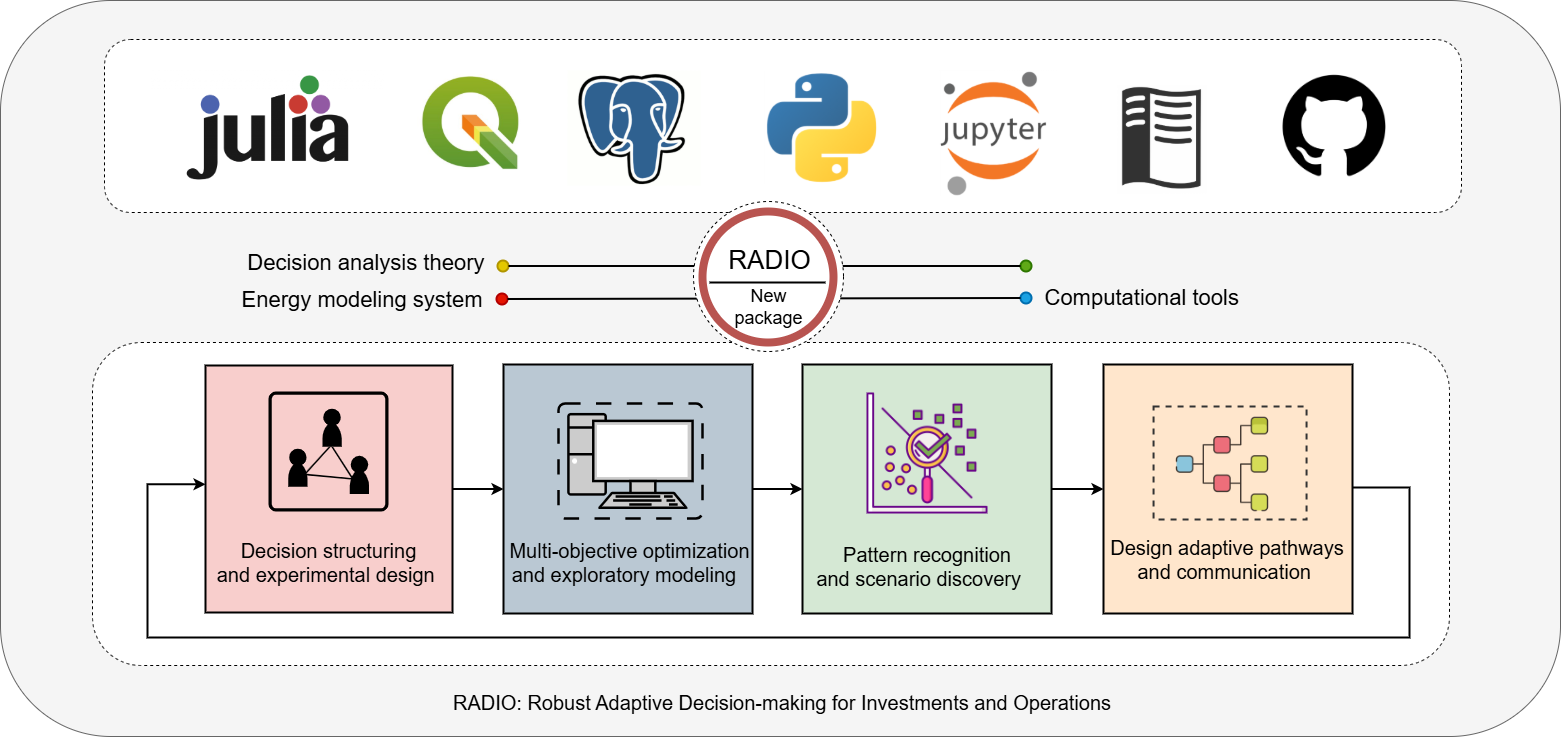 julia
jupyter
RADIO
New
package
Decision analysis theory
Energy modeling system
Computational tools
Decision structuring
and experimental design
Multi-objective optimization
and exploratory modeling
Pattern recognition
and scenario discovery
Design adaptive pathways
and communication
RADIO: Robust Adaptive Decision-making for Investments and Operations